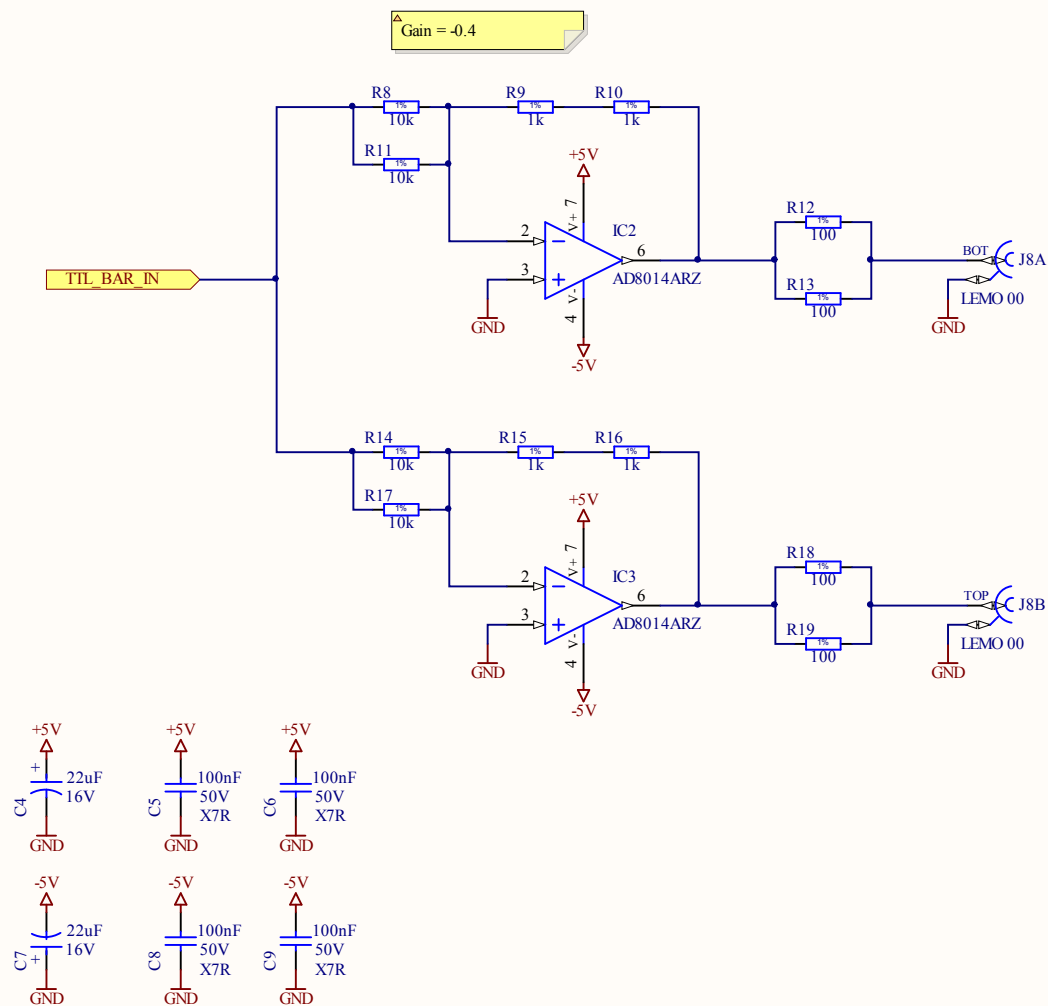 Gain = -0.4
R8
1%
10k
R9
1%
1k
R10
1%
1k
R11
1%
10k
+5V
7
V+
2
3
IC2
6
AD8014ARZ
V-
4
-5V
GND
TTL_BAR_IN
R12
1%
100
R13
1%
100
BOT
J8A
LEMO 00
GND
R14
1%
10k
R15
1%
1k
R16
1%
1k
R17
1%
10k
+5V
7
V+
2
3
IC3
6
AD8014ARZ
V-
4
-5V
GND
R18
1%
100
R19
1%
100
TOP
J8B
LEMO 00
GND
+5V
+
22uF
16V
C4
GND
+5V
100nF
50V
X7R
C5
GND
+5V
100nF
50V
X7R
C6
GND
-5V
22uF
16V
+
C7
GND
-5V
100nF
50V
X7R
C8
GND
-5V
100nF
50V
X7R
C9
GND